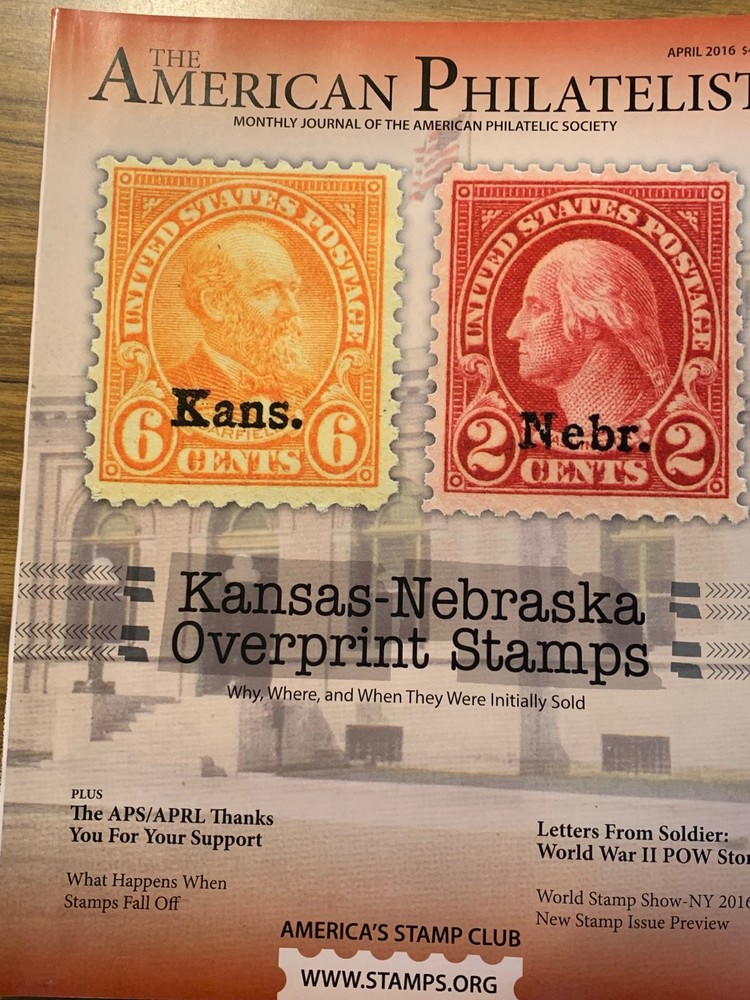 THE
AMERICAN PHILATELIST
APRIL 2016
MONTHLY JOURNAL OF THE AMERICAN PHILATELIC SOCIETY
UNITED STATES POSTAGE
Kans.
GARFIELD
6 CENTS 6
UNITED STATES POSTAGE
Nebr.
2 CENTS 2
Kansas-Nebraska
Overprint Stamps
Why, Where, and When They Were Initially Sold
PLUS
The APS/APRL Thanks
You For Your Support
What Happens When
Stamps Fall Off
Letters From Soldier:
World War II POW
World Stamp Show-NY 2016
New Stamp Issue Preview
AMERICA'S STAMP CLUB
WWW.STAMPS.ORG